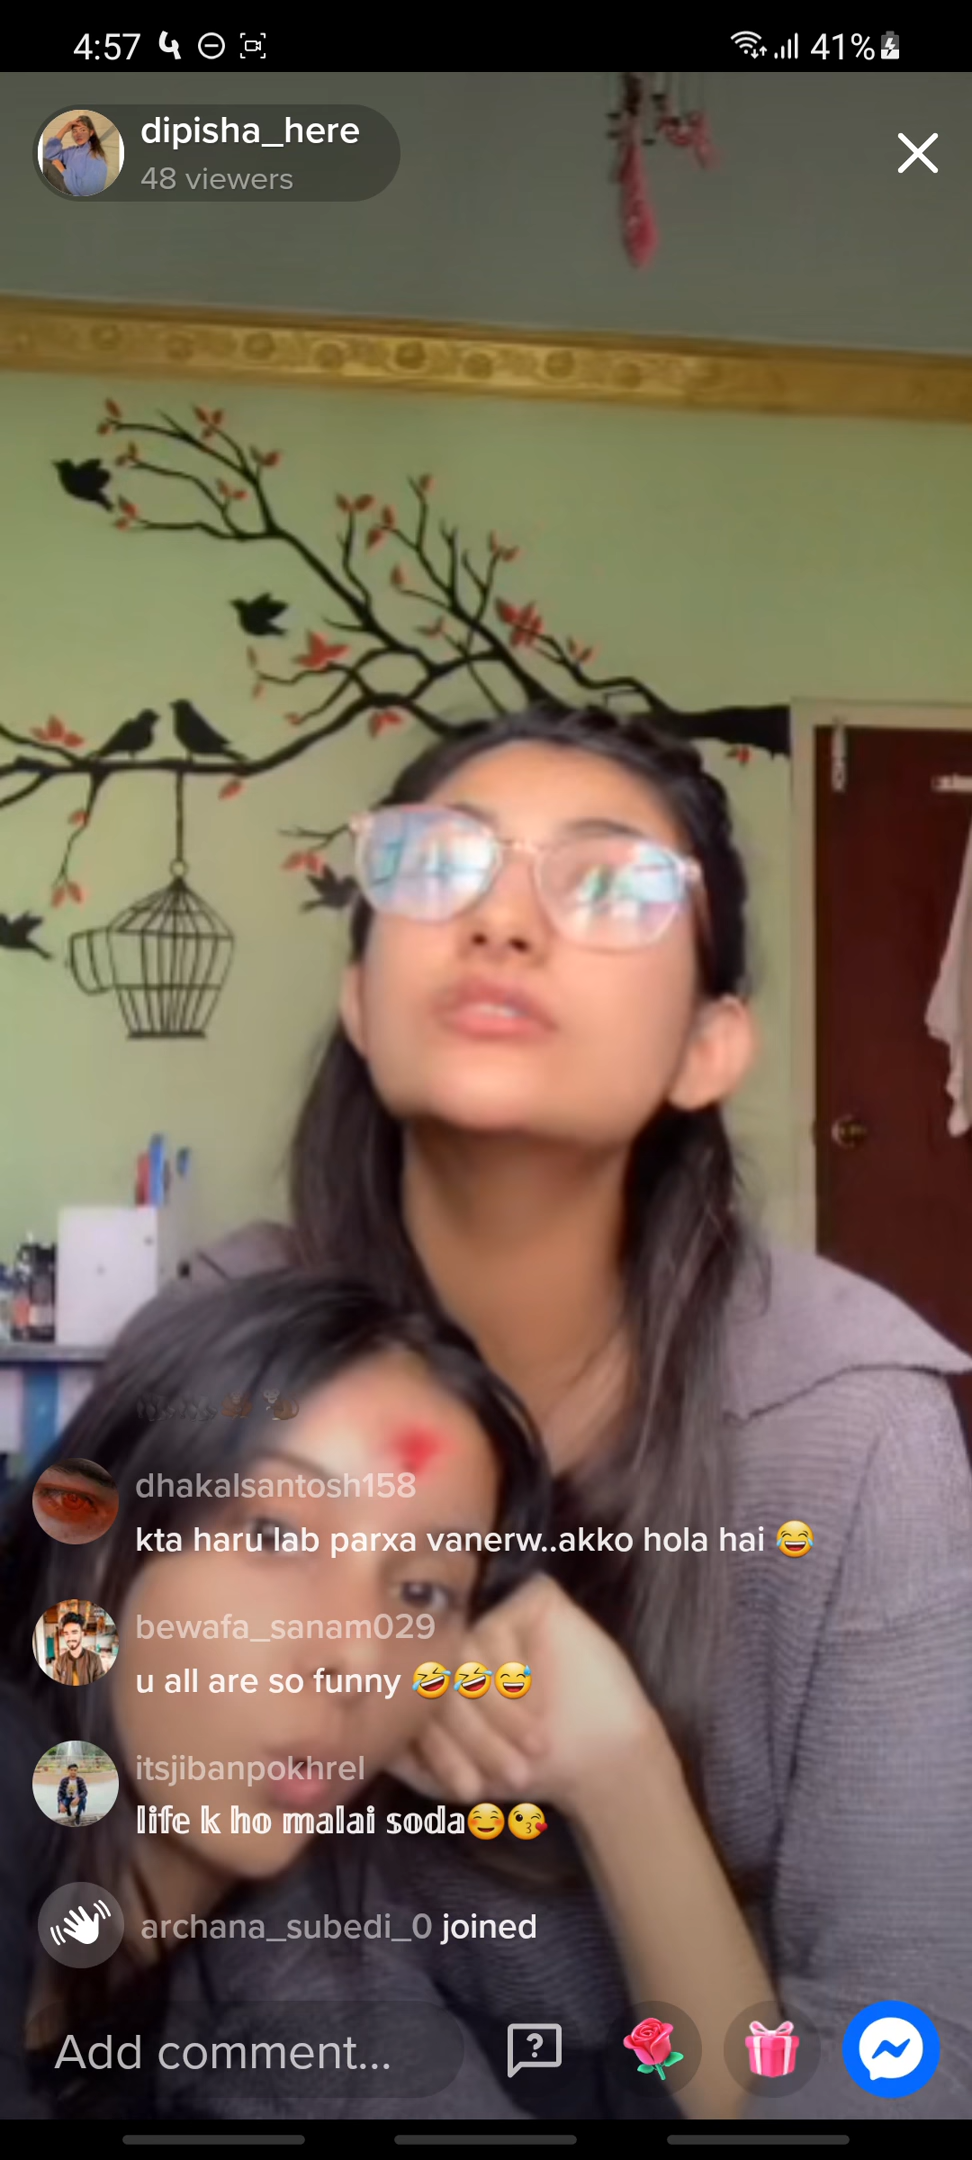 4:57
41%
dipisha_here
48 viewers
dhakalsantosh158
kta haru lab parxa vanerw..akko hola hai 😂
bewafa_sanam029
u all are so funny 🤣🤣😅
itsjibanpokhrel
𝕝𝕚𝕗𝕖 𝕜 𝕙𝕠 𝕞𝕒𝕝𝕒𝕚 𝕤𝕠𝕕𝕒☺️😘
archana_subedi_0 joined
Add comment...